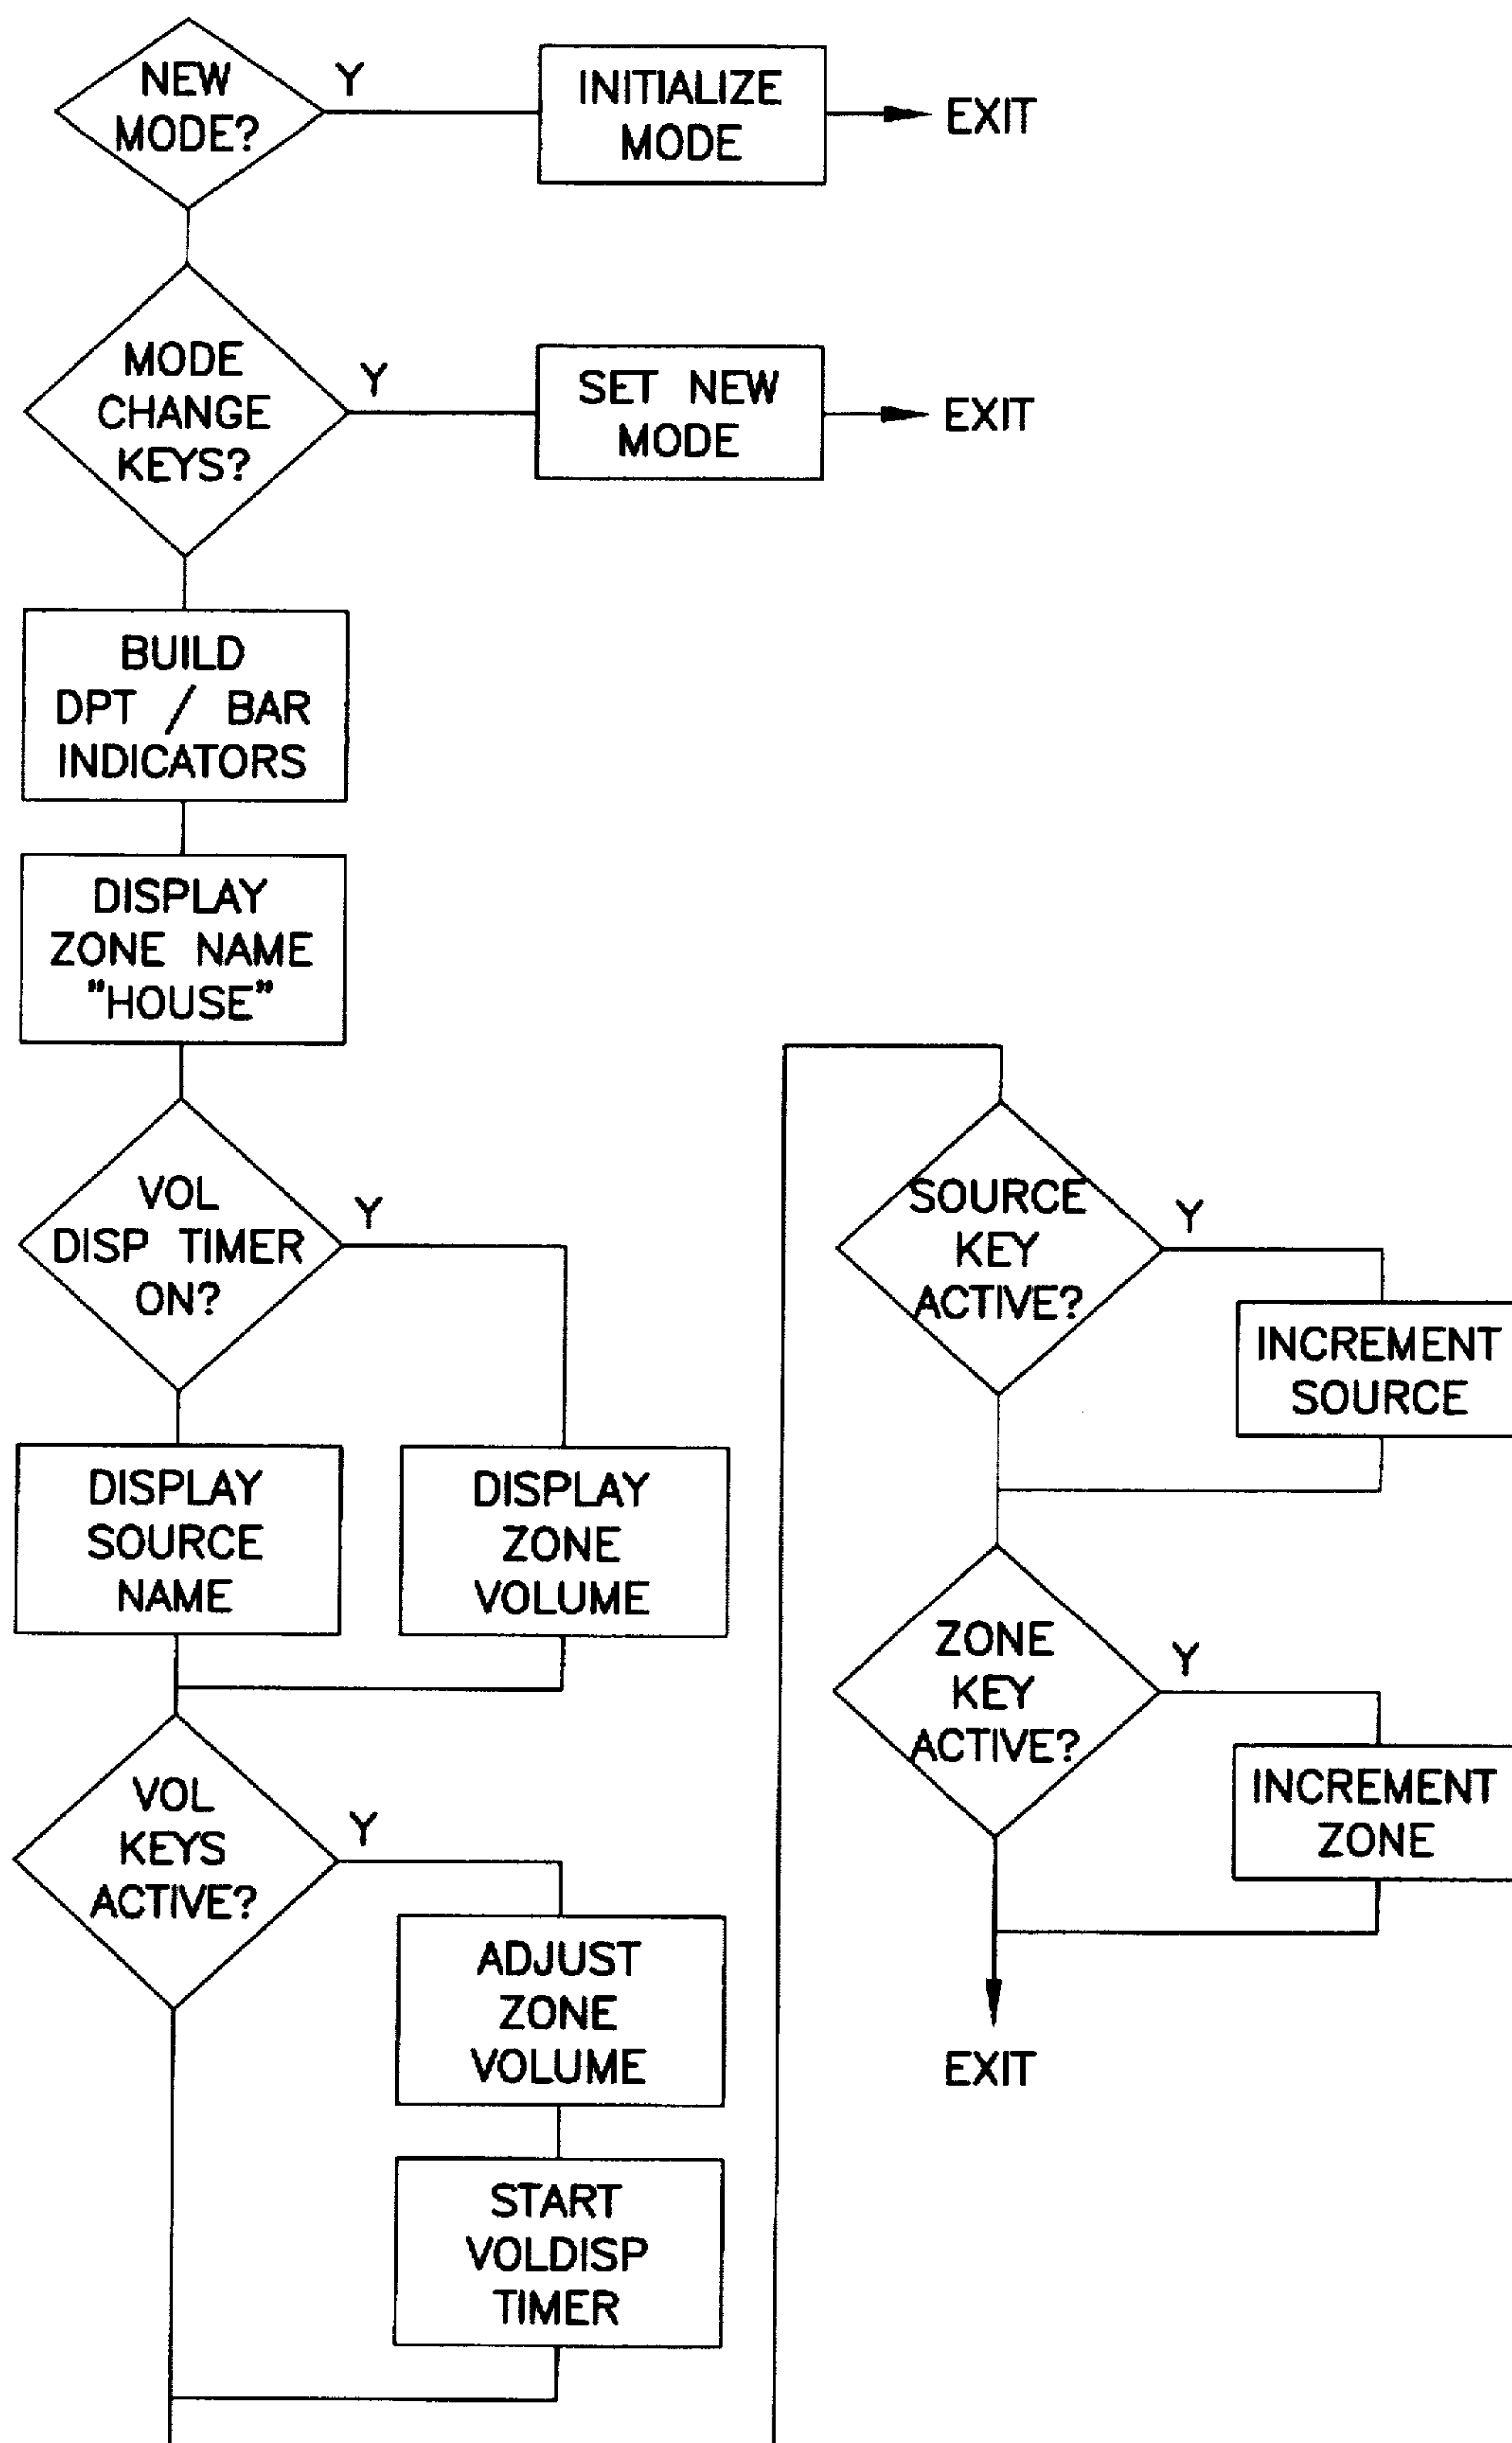 NEW
MODE?
Y
INITIALIZE
MODE
EXIT
MODE
CHANGE
KEYS?
Y
SET NEW
MODE
EXIT
BUILD
DPT / BAR
INDICATORS
DISPLAY
ZONE NAME
"HOUSE"
VOL
DISP TIMER
ON?
Y
DISPLAY
SOURCE
NAME
DISPLAY
ZONE
VOLUME
VOL
KEYS
ACTIVE?
Y
ADJUST
ZONE
VOLUME
START
VOLDISP
TIMER
SOURCE
KEY
ACTIVE?
Y
INCREMENT
SOURCE
ZONE
KEY
ACTIVE?
Y
INCREMENT
ZONE
EXIT